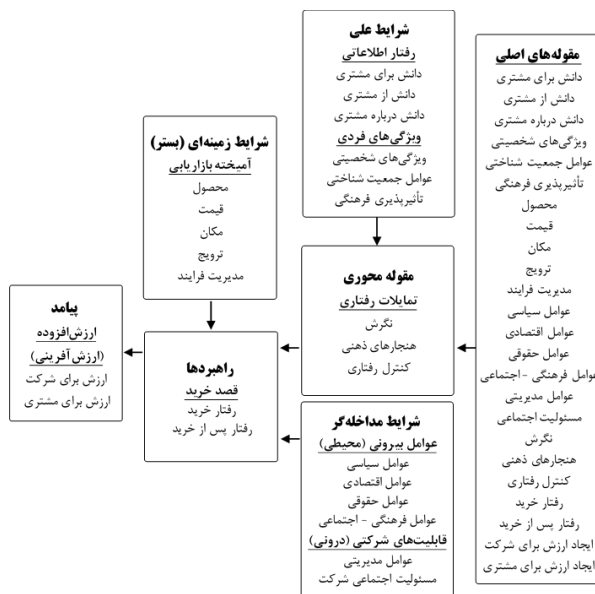 مقوله‌های اصلی
دانش برای مشتری
دانش از مشتری
دانش درباره مشتری
ویژگی‌های شخصیتی
عوامل جمعیت شناختی
تأثیرپذیری فرهنگی
محصول
قیمت
مکان
ترویج
مدیریت فرایند
عوامل سیاسی
عوامل اقتصادی
عوامل حقوقی
عوامل فرهنگی -اجتماعی
عوامل مدیریتی
مسئولیت اجتماعی
نگرش
هنجارهای ذهنی
کنترل رفتاری
رفتار خرید
رفتار پس از خرید
ایجاد ارزش برای شرکت
ایجاد ارزش برای مشتری
شرایط علی
رفتار اطلاعاتی
دانش برای مشتری
دانش از مشتری
دانش درباره مشتری
ویژگی‌های فردی
ویژگی‌های شخصیتی
عوامل جمعیت شناختی
تأثیرپذیری فرهنگی
مقوله محوری
تمایلات رفتاری
نگرش
هنجارهای ذهنی
کنترل رفتاری
شرایط مداخله‌گر
عوامل بیرونی (محیطی)
عوامل سیاسی
عوامل اقتصادی
عوامل حقوقی
عوامل فرهنگی - اجتماعی
قابلیت‌های شرکتی (درونی)
عوامل مدیریتی
مسئولیت اجتماعی شرکت
شرایط زمینه‌ای (بستر)
آمیخته بازاریابی
محصول
قیمت
مکان
ترویج
مدیریت فرایند
راهبردها
قصد خرید
رفتار خرید
رفتار پس از خرید
پیامد
ارزش‌افزوده
(ارزش‌آفرینی)
ارزش برای شرکت
ارزش برای مشتری